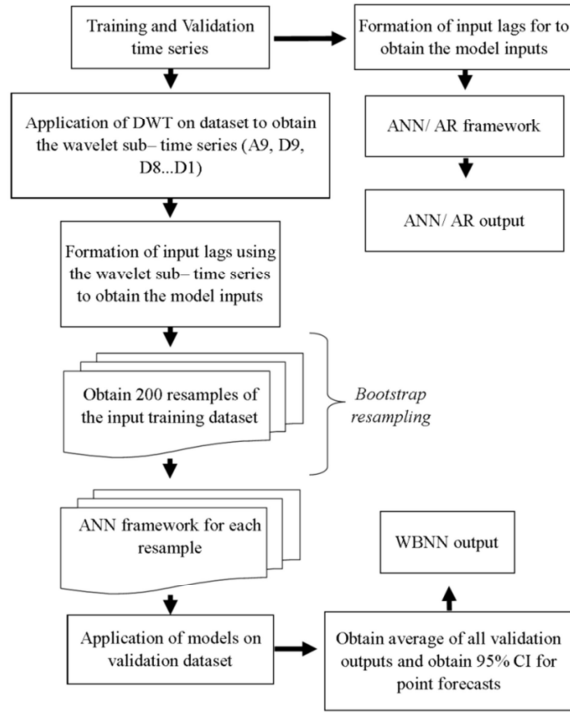 Training and Validation
time series
Formation of input lags for to
obtain the model inputs
Application of DWT on dataset to obtain
the wavelet sub– time series (A9, D9,
D8...D1)
ANN/ AR framework
ANN/ AR output
Formation of input lags using
the wavelet sub– time series
to obtain the model inputs
Obtain 200 resamples of
the input training dataset
Bootstrap
resampling
ANN framework for each
resample
WBNN output
Application of models on
validation dataset
Obtain average of all validation
outputs and obtain 95% CI for
point forecasts